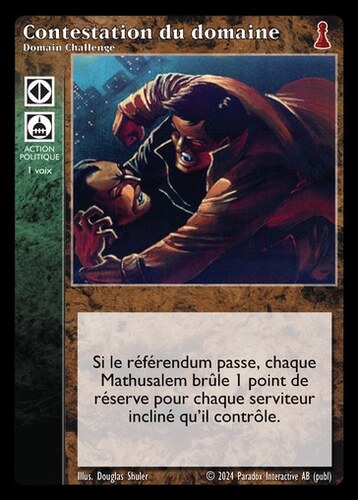 Contestation du domaine
Domain Challenge
ACTION
POLITIQUE
1 voix
Si le référendum passe, chaque
Mathusalem brûle 1 point de
réserve pour chaque serviteur
incliné qu'il contrôle.
Illus. Douglas Shuler © 2024 Paradox Interactive AB (publ)